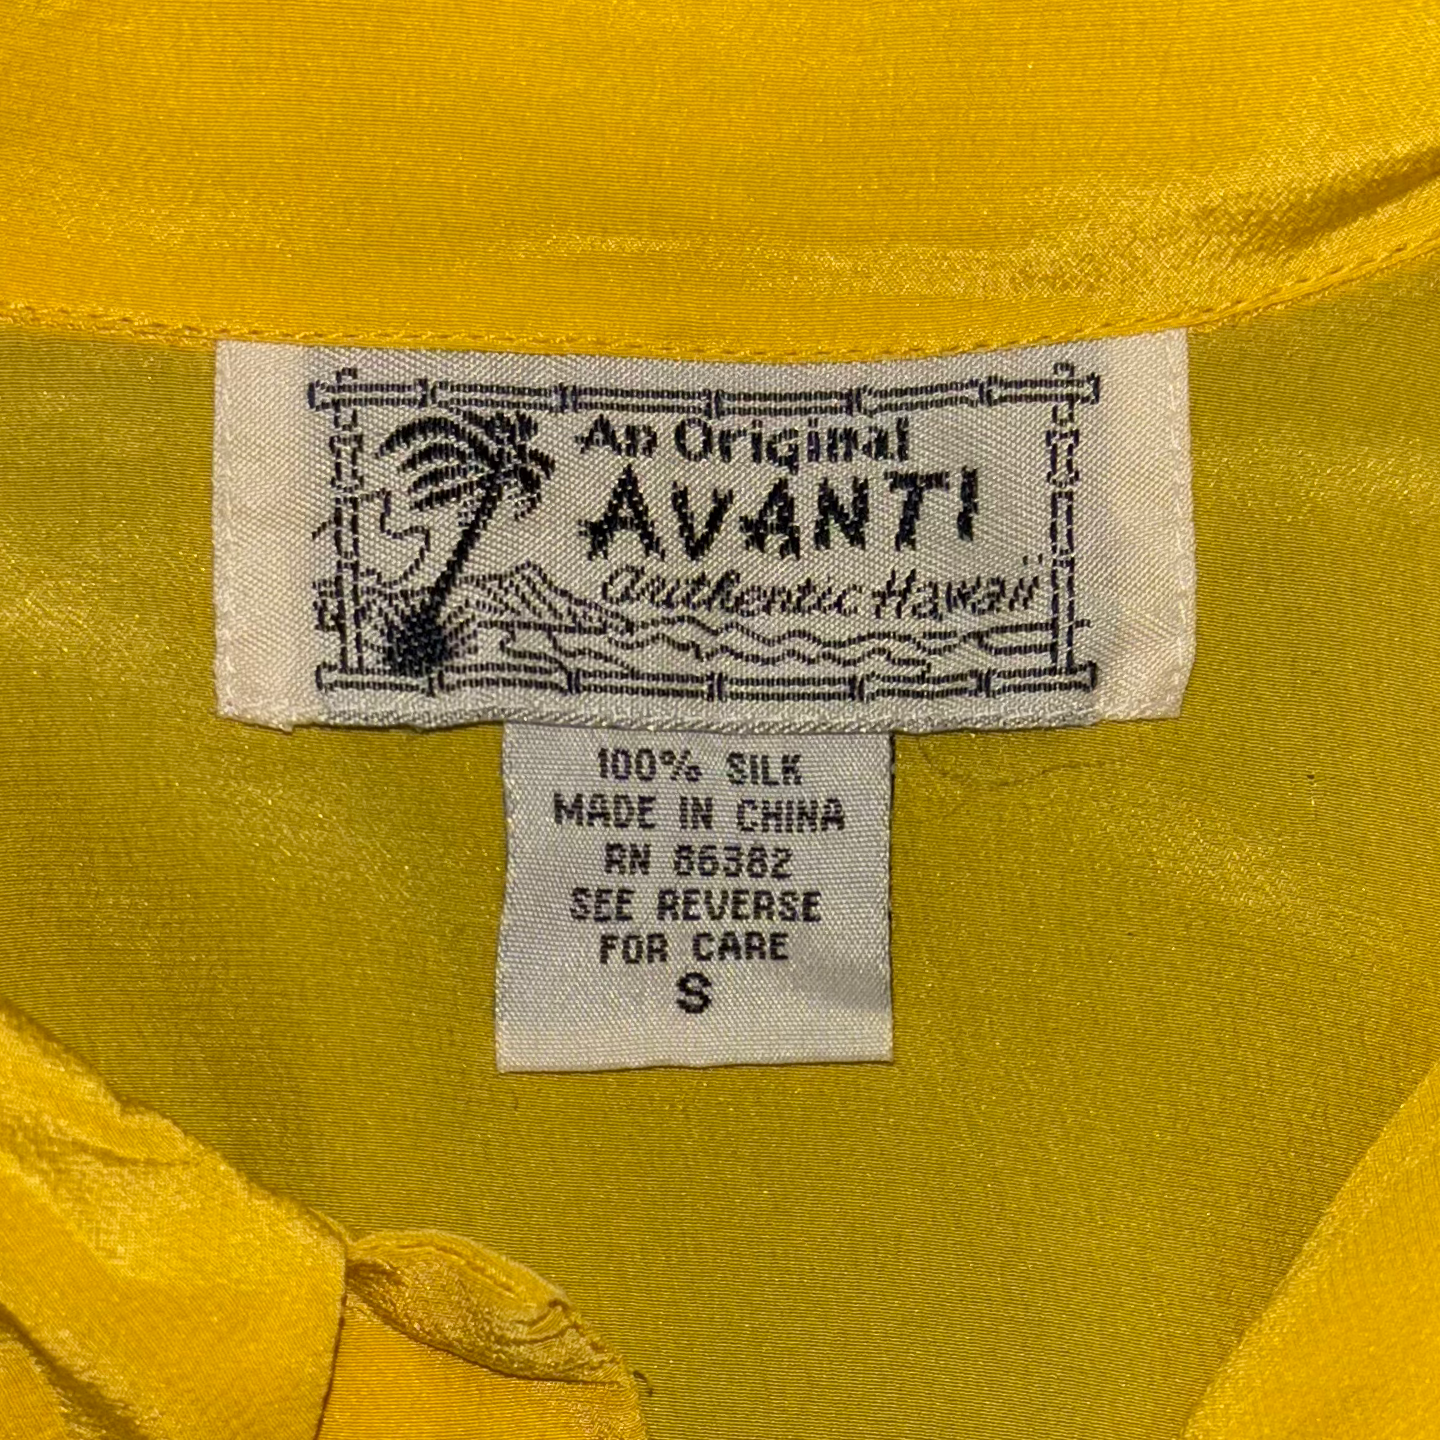 An Original
AVANTI
authentic Hawaii
100% SILK
MADE IN CHINA
RN 86382
SEE REVERSE
FOR CARE
S